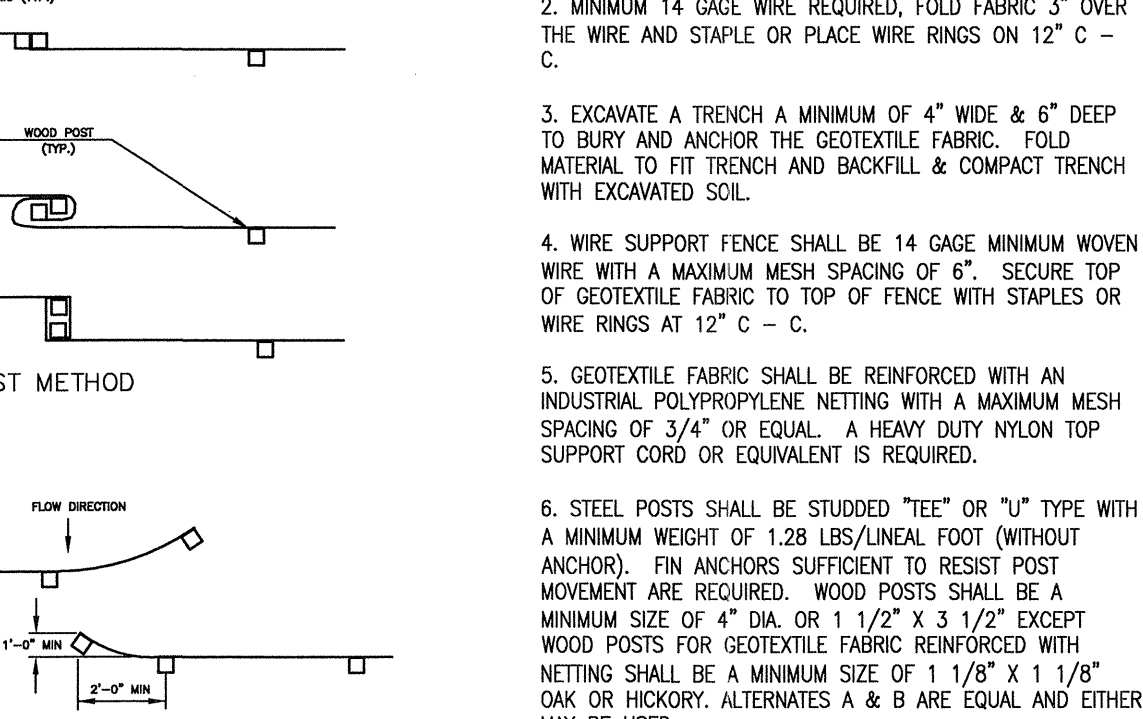 (TYP.)
WOOD POST
(TYP.)
ST METHOD
FLOW DIRECTION
1'-0" MIN
2'-0" MIN
2. MINIMUM 14 GAGE WIRE REQUIRED, FOLD FABRIC 3" OVER
THE WIRE AND STAPLE OR PLACE WIRE RINGS ON 12" C -
C.
3. EXCAVATE A TRENCH A MINIMUM OF 4" WIDE & 6" DEEP
TO BURY AND ANCHOR THE GEOTEXTILE FABRIC. FOLD
MATERIAL TO FIT TRENCH AND BACKFILL & COMPACT TRENCH
WITH EXCAVATED SOIL.
4. WIRE SUPPORT FENCE SHALL BE 14 GAGE MINIMUM WOVEN
WIRE WITH A MAXIMUM MESH SPACING OF 6". SECURE TOP
OF GEOTEXTILE FABRIC TO TOP OF FENCE WITH STAPLES OR
WIRE RINGS AT 12" C - C.
5. GEOTEXTILE FABRIC SHALL BE REINFORCED WITH AN
INDUSTRIAL POLYPROPYLENE NETTING WITH A MAXIMUM MESH
SPACING OF 3/4" OR EQUAL. A HEAVY DUTY NYLON TOP
SUPPORT CORD OR EQUIVALENT IS REQUIRED.
6. STEEL POSTS SHALL BE STUDDED "TEE" OR "U" TYPE WITH
A MINIMUM WEIGHT OF 1.28 LBS/LINEAL FOOT (WITHOUT
ANCHOR). FIN ANCHORS SUFFICIENT TO RESIST POST
MOVEMENT ARE REQUIRED. WOOD POSTS SHALL BE A
MINIMUM SIZE OF 4" DIA. OR 1 1/2" X 3 1/2" EXCEPT
WOOD POSTS FOR GEOTEXTILE FABRIC REINFORCED WITH
NETTING SHALL BE A MINIMUM SIZE OF 1 1/8" X 1 1/8"
OAK OR HICKORY. ALTERNATES A & B ARE EQUAL AND EITHER
MAY BE USED